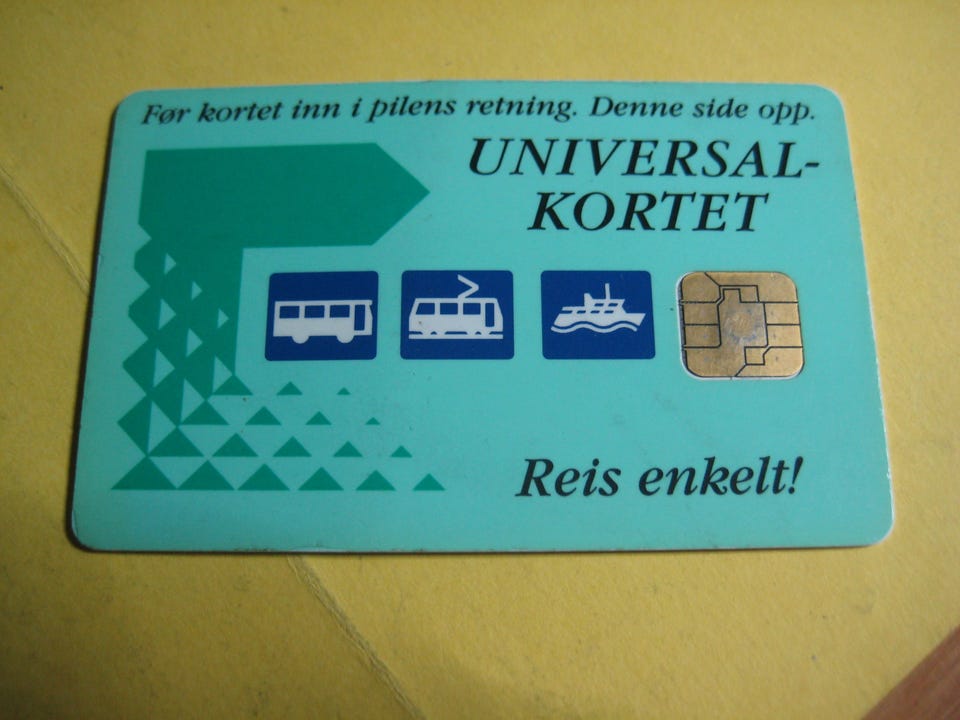 Før kortet inn i pilens retning. Denne side opp.
UNIVERSAL-
KORTET
Reis enkelt!